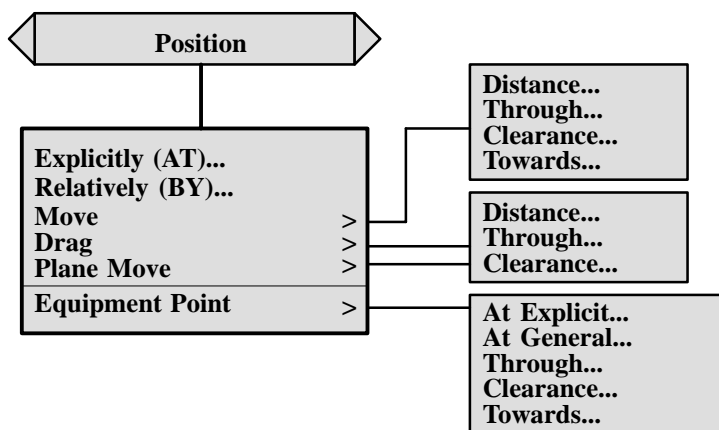 Position
Explicitly (AT)...
Relatively (BY)...
Move >
Drag >
Plane Move >
Equipment Point >
Distance...
Through...
Clearance...
Towards...
Distance...
Through...
Clearance...
At Explicit...
At General...
Through...
Clearance...
Towards...